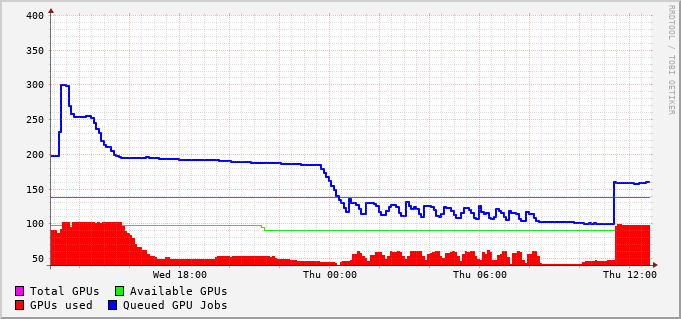 400
350
300
250
200
150
100
50
Wed 18:00 Thu 00:00 Thu 06:00 Thu 12:00
Total GPUs Available GPUs
GPUs used Queued GPU Jobs
RRDTOOL / TOBI OETIKER